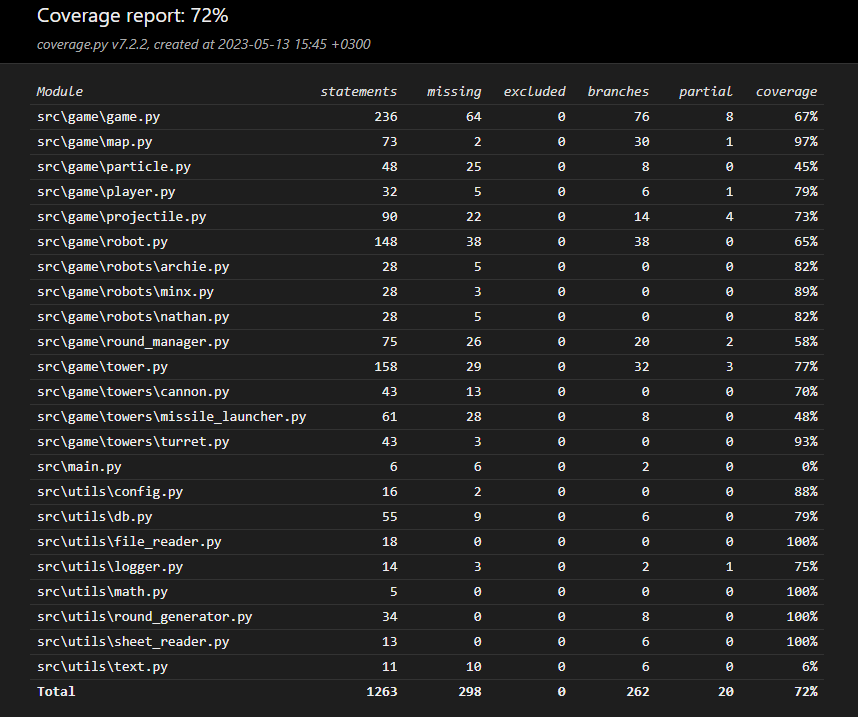 Coverage report: 72%
coverage.py v7.2.2, created at 2023-05-13 15:45 +0300
Module statements missing excluded branches partial coverage
src\game\game.py 236 64 0 76 8 67%
src\game\map.py 73 2 0 30 1 97%
src\game\particle.py 48 25 0 8 0 45%
src\game\player.py 32 5 0 6 1 79%
src\game\projectile.py 90 22 0 14 4 73%
src\game\robot.py 148 38 0 38 0 65%
src\game\robots\archie.py 28 5 0 0 0 82%
src\game\robots\minx.py 28 3 0 0 0 89%
src\game\robots\nathan.py 28 5 0 0 0 82%
src\game\round_manager.py 75 26 0 20 2 58%
src\game\tower.py 158 29 0 32 3 77%
src\game\towers\cannon.py 43 13 0 0 0 70%
src\game\towers\missile_launcher.py 61 28 0 8 0 48%
src\game\towers\turret.py 43 3 0 0 0 93%
src\main.py 6 6 0 2 0 0%
src\utils\config.py 16 2 0 0 0 88%
src\utils\db.py 55 9 0 6 0 79%
src\utils\file_reader.py 18 0 0 0 0 100%
src\utils\logger.py 14 3 0 2 1 75%
src\utils\math.py 5 0 0 0 0 100%
src\utils\round_generator.py 34 0 0 8 0 100%
src\utils\sheet_reader.py 13 0 0 6 0 100%
src\utils\text.py 11 10 0 6 0 6%
Total 1263 298 0 262 20 72%